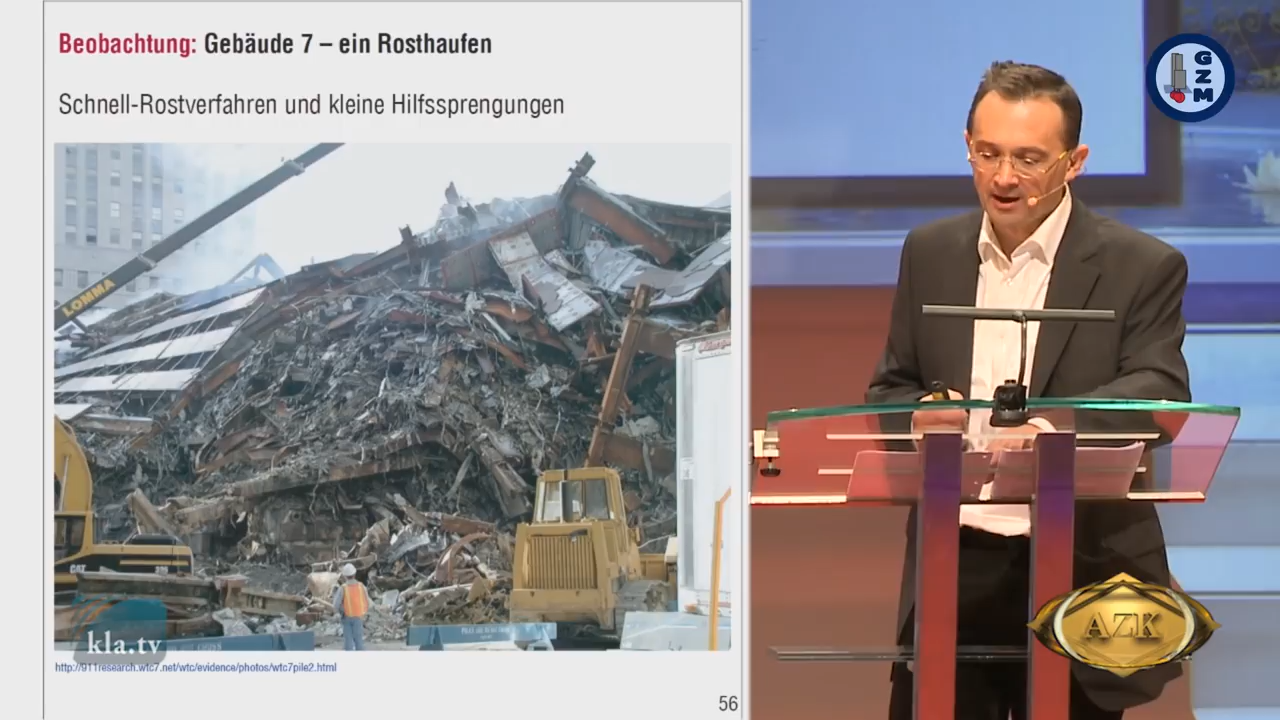 Beobachtung: Gebäude 7 – ein Rosthaufen
Schnell-Rostverfahren und kleine Hilfssprengungen
LOMMA
CAT
kla.tv
http://911research.wtc7.net/wtc/evidence/photos/wtc7pile2.html
56
GZM
AZK